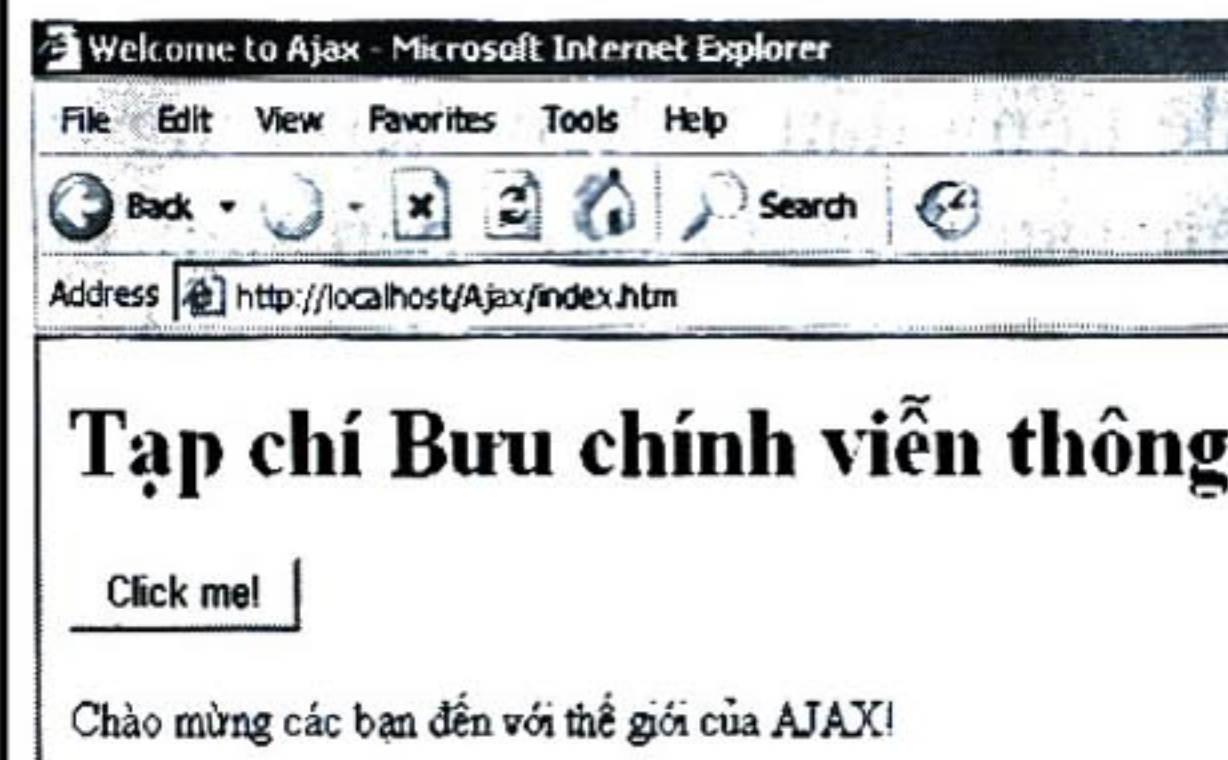 Welcome to Ajax - Microsoft Internet Explorer
File Edit View Favorites Tools Help
Back Search
Address http://localhost/Ajax/index.htm
Tạp chí Bưu chính viễn thông
Click me!
Chào mừng các bạn đến với thế giới của AJAX!